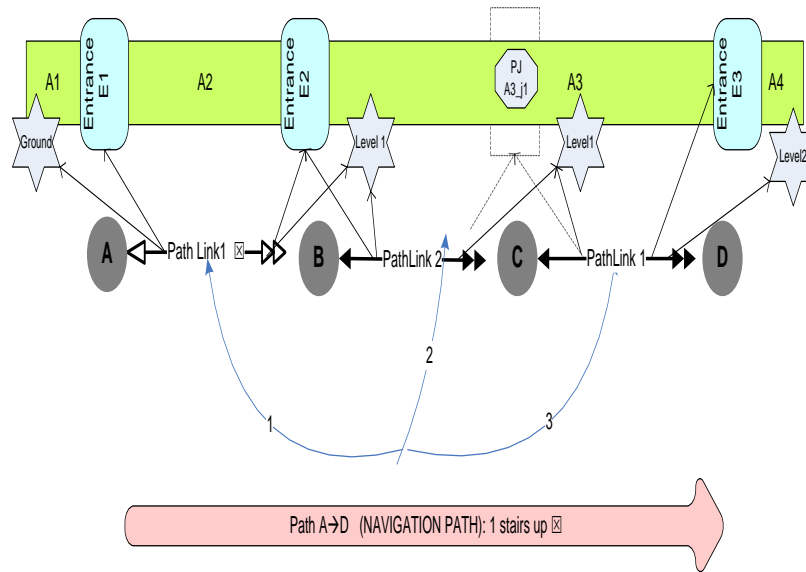 A1
Entrance
E1
A2
Entrance
E2
PJ
A3_j1
A3
Entrance
E3
A4
Ground
Level 1
Level1
Level2
A
Path Link1
B
PathLink 2
C
PathLink 1
D
2
1
3
Path A→D (NAVIGATION PATH): 1 stairs up